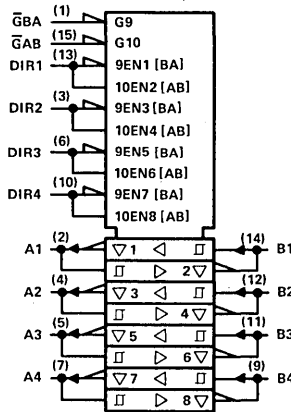 G̅BA (1) G9
G̅AB (15) G10
DIR1 (13) 9EN1 [BA]
10EN2 [AB]
DIR2 (3) 9EN3 [BA]
10EN4 [AB]
DIR3 (6) 9EN5 [BA]
10EN6 [AB]
DIR4 (10) 9EN7 [BA]
10EN8 [AB]
A1 (2) ▽ 1 ◁ (14) B1
▷ 2 ▽
A2 (4) ▽ 3 ◁ (12) B2
▷ 4 ▽
A3 (5) ▽ 5 ◁ (11) B3
▷ 6 ▽
A4 (7) ▽ 7 ◁ (9) B4
▷ 8 ▽